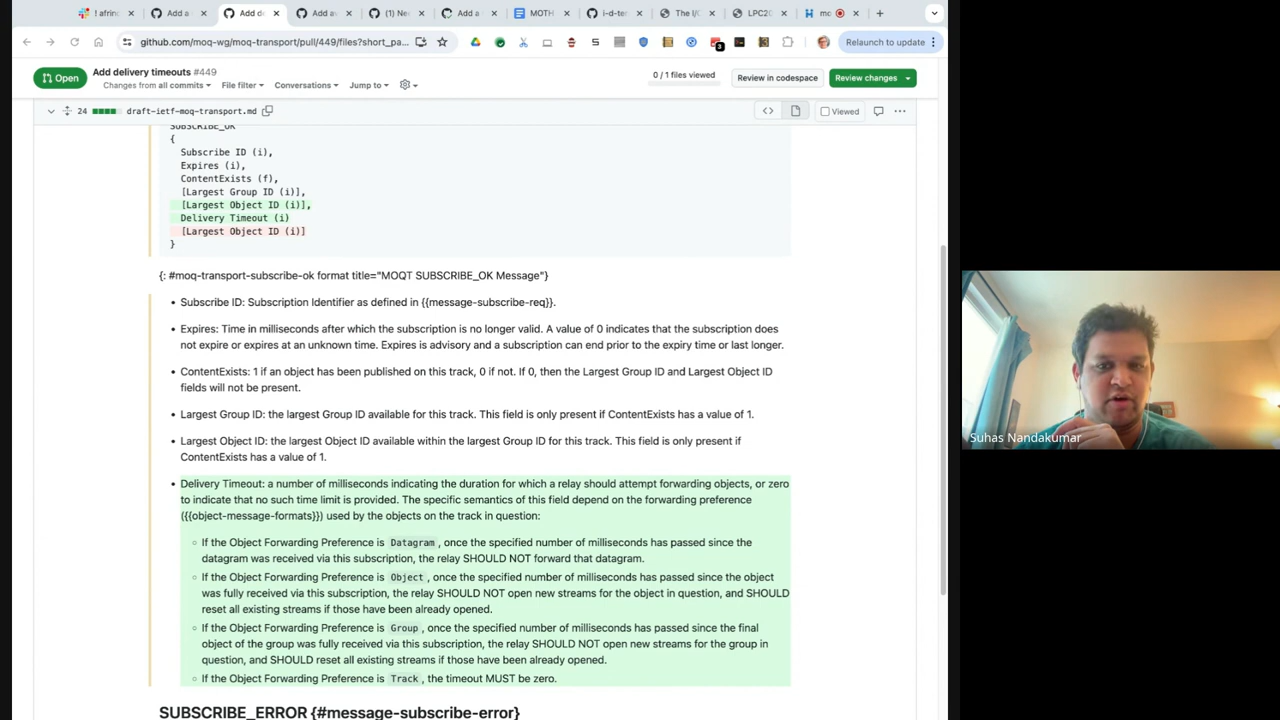 ! afrinc
Add a s
Add de
Add av
(1) Nee
Add a d
MOTH
i-d-ter
The I/C
LPC20
mo
github.com/moq-wg/moq-transport/pull/449/files?short_pa...
3
Relaunch to update
Open
Add delivery timeouts #449
Changes from all commits
File filter
Conversations
Jump to
0 / 1 files viewed
Review in codespace
Review changes
24
draft-ietf-moq-transport.md
Viewed
SUBSCRIBE_OK
{
Subscribe ID (i),
Expires (i),
ContentExists (f),
[Largest Group ID (i)],
[Largest Object ID (i)],
Delivery Timeout (i)
[Largest Object ID (i)]
}
{: #moq-transport-subscribe-ok format title="MOQT SUBSCRIBE_OK Message"}
• Subscribe ID: Subscription Identifier as defined in {{message-subscribe-req}}.
• Expires: Time in milliseconds after which the subscription is no longer valid. A value of 0 indicates that the subscription does
not expire or expires at an unknown time. Expires is advisory and a subscription can end prior to the expiry time or last longer.
• ContentExists: 1 if an object has been published on this track, 0 if not. If 0, then the Largest Group ID and Largest Object ID
fields will not be present.
• Largest Group ID: the largest Group ID available for this track. This field is only present if ContentExists has a value of 1.
• Largest Object ID: the largest Object ID available within the largest Group ID for this track. This field is only present if
ContentExists has a value of 1.
• Delivery Timeout: a number of milliseconds indicating the duration for which a relay should attempt forwarding objects, or zero
to indicate that no such time limit is provided. The specific semantics of this field depend on the forwarding preference
({{object-message-formats}}) used by the objects on the track in question:
◦ If the Object Forwarding Preference is Datagram, once the specified number of milliseconds has passed since the
datagram was received via this subscription, the relay SHOULD NOT forward that datagram.
◦ If the Object Forwarding Preference is Object, once the specified number of milliseconds has passed since the object
was fully received via this subscription, the relay SHOULD NOT open new streams for the object in question, and SHOULD
reset all existing streams if those have been already opened.
◦ If the Object Forwarding Preference is Group, once the specified number of milliseconds has passed since the final
object of the group was fully received via this subscription, the relay SHOULD NOT open new streams for the group in
question, and SHOULD reset all existing streams if those have been already opened.
◦ If the Object Forwarding Preference is Track, the timeout MUST be zero.
SUBSCRIBE_ERROR {#message-subscribe-error}
Suhas Nandakumar